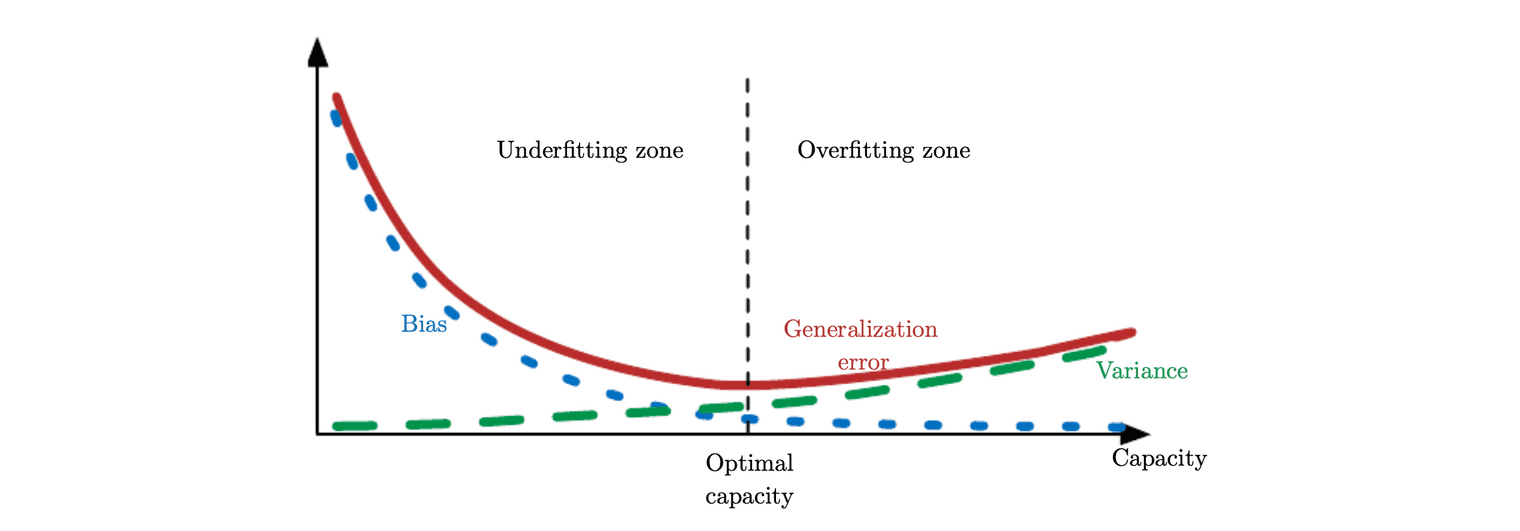 Underfitting zone
Overfitting zone
Bias
Generalization
error
Variance
Optimal
capacity
Capacity